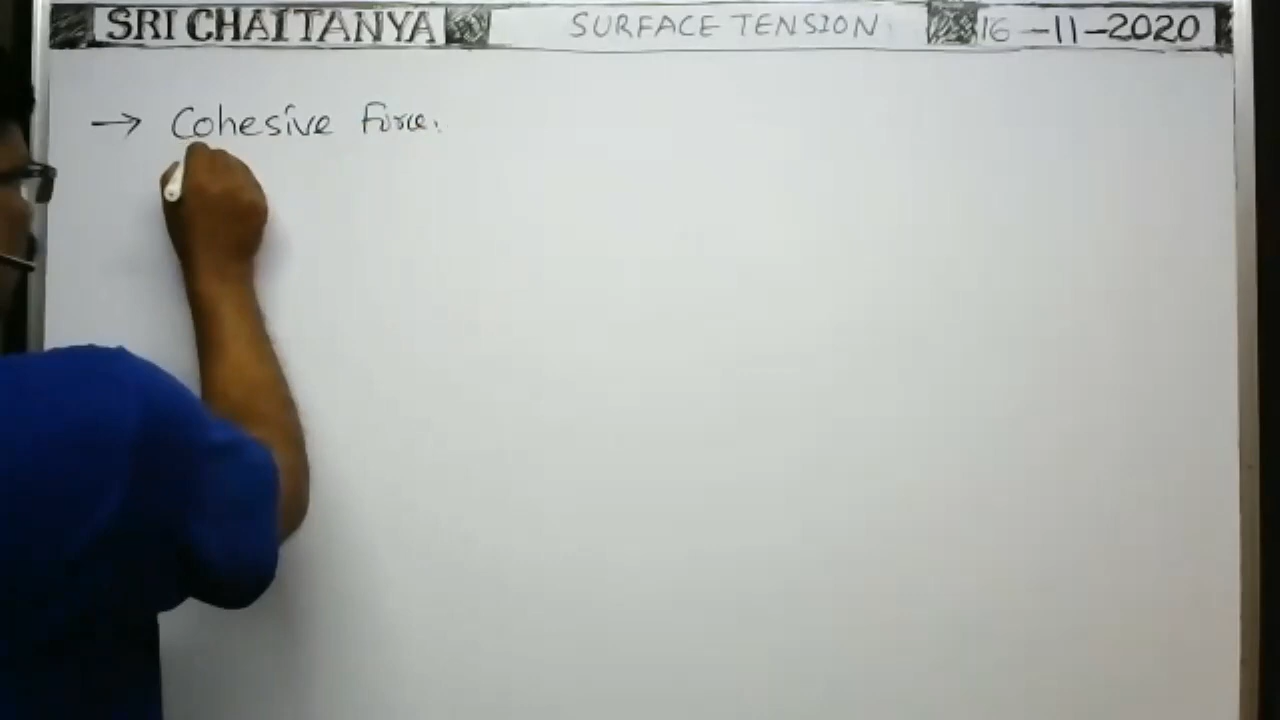 SRI CHAITANYA SURFACE TENSION 16-11-2020
→ Cohesive Force.